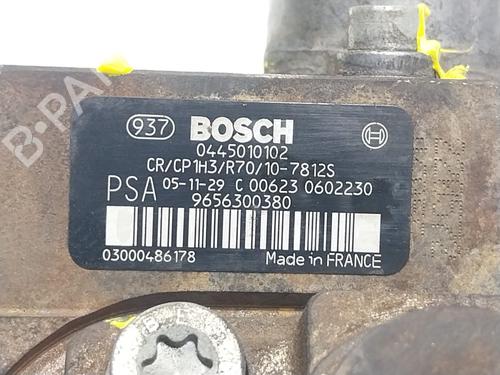 937 BOSCH
0445010102
CR/CP1H3/R70/10-7812S
PSA 05-11-29 C 00623 0602230
9656300380
03000486178 Made in FRANCE
B-PARTS